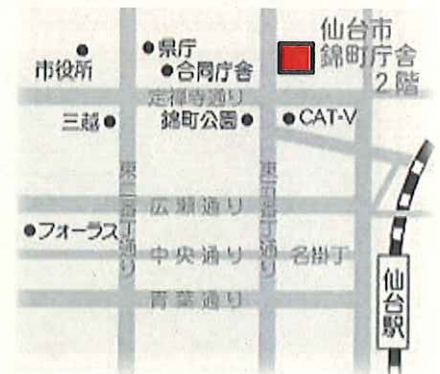 仙台市
錦町庁舎
2階
県庁
市役所
合同庁舎
定禅寺通り
三越
錦町公園
CAT-V
東二番丁通り
東五番丁通り
広瀬通り
フォーラス
中央通り
名掛丁
青葉通り
仙台駅